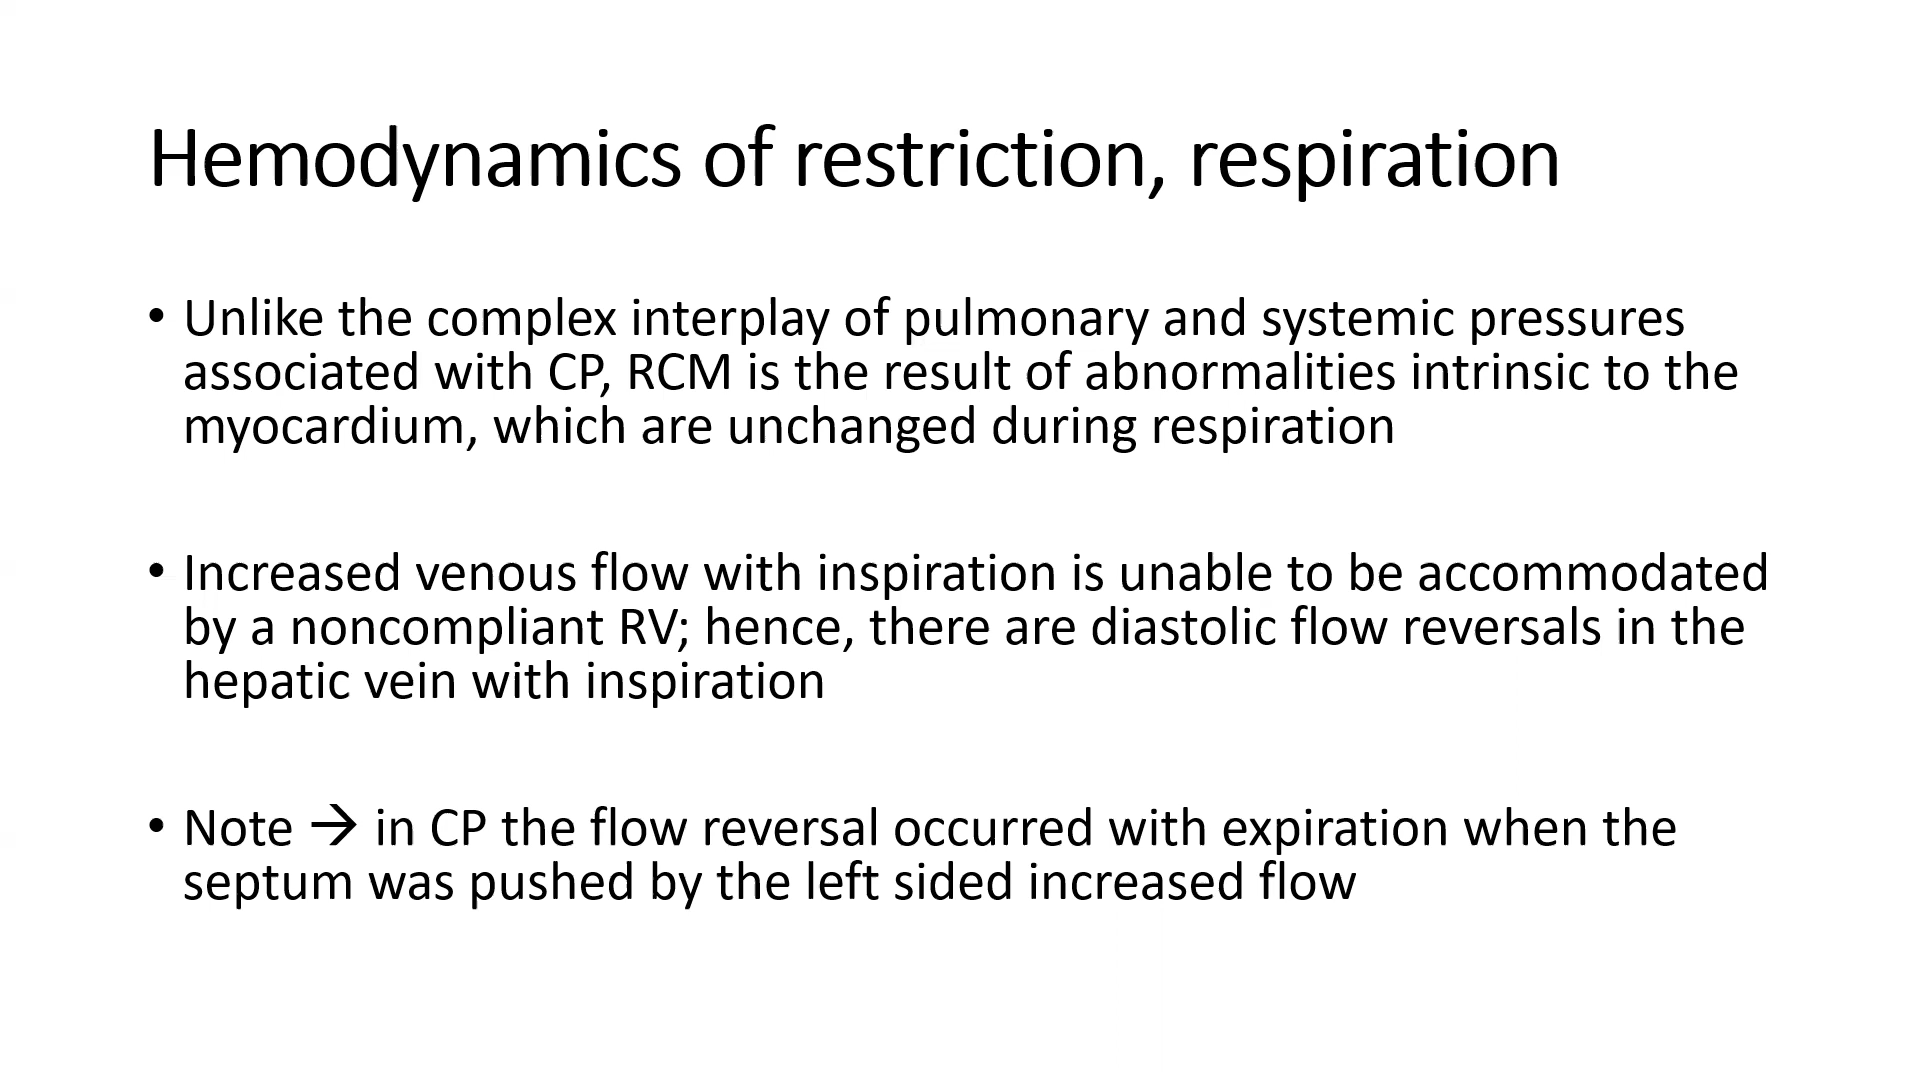 Hemodynamics of restriction, respiration
• Unlike the complex interplay of pulmonary and systemic pressures
associated with CP, RCM is the result of abnormalities intrinsic to the
myocardium, which are unchanged during respiration
• Increased venous flow with inspiration is unable to be accommodated
by a noncompliant RV; hence, there are diastolic flow reversals in the
hepatic vein with inspiration
• Note → in CP the flow reversal occurred with expiration when the
septum was pushed by the left sided increased flow